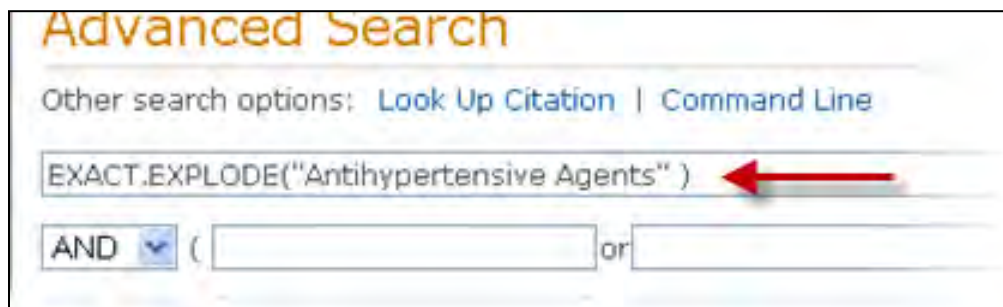 Advanced Search
Other search options: Look Up Citation | Command Line
EXACT.EXPLODE("Antihypertensive Agents" )
AND ( or